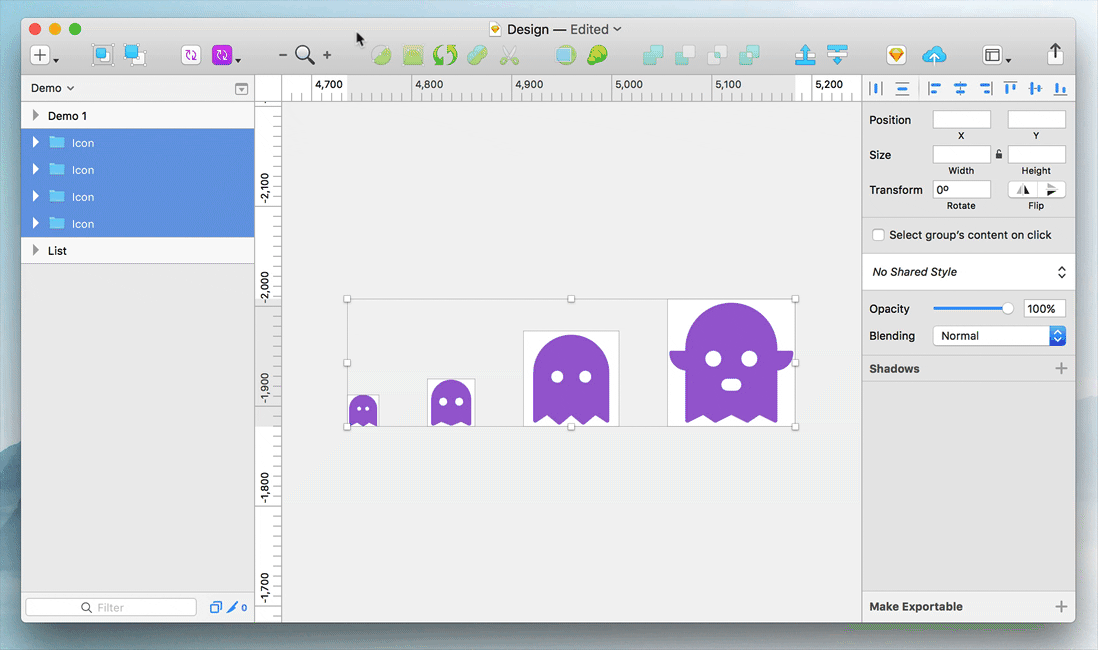 Design — Edited
Demo
4,700 4,800 4,900 5,000 5,100 5,200
Demo 1
Icon
Icon
Icon
Icon
List
-2,100
-2,000
-1,900
-1,800
-1,700
Position
X Y
Size
Width Height
Transform 0º
Rotate Flip
Select group's content on click
No Shared Style
Opacity 100%
Blending Normal
Shadows
Make Exportable
Filter 0